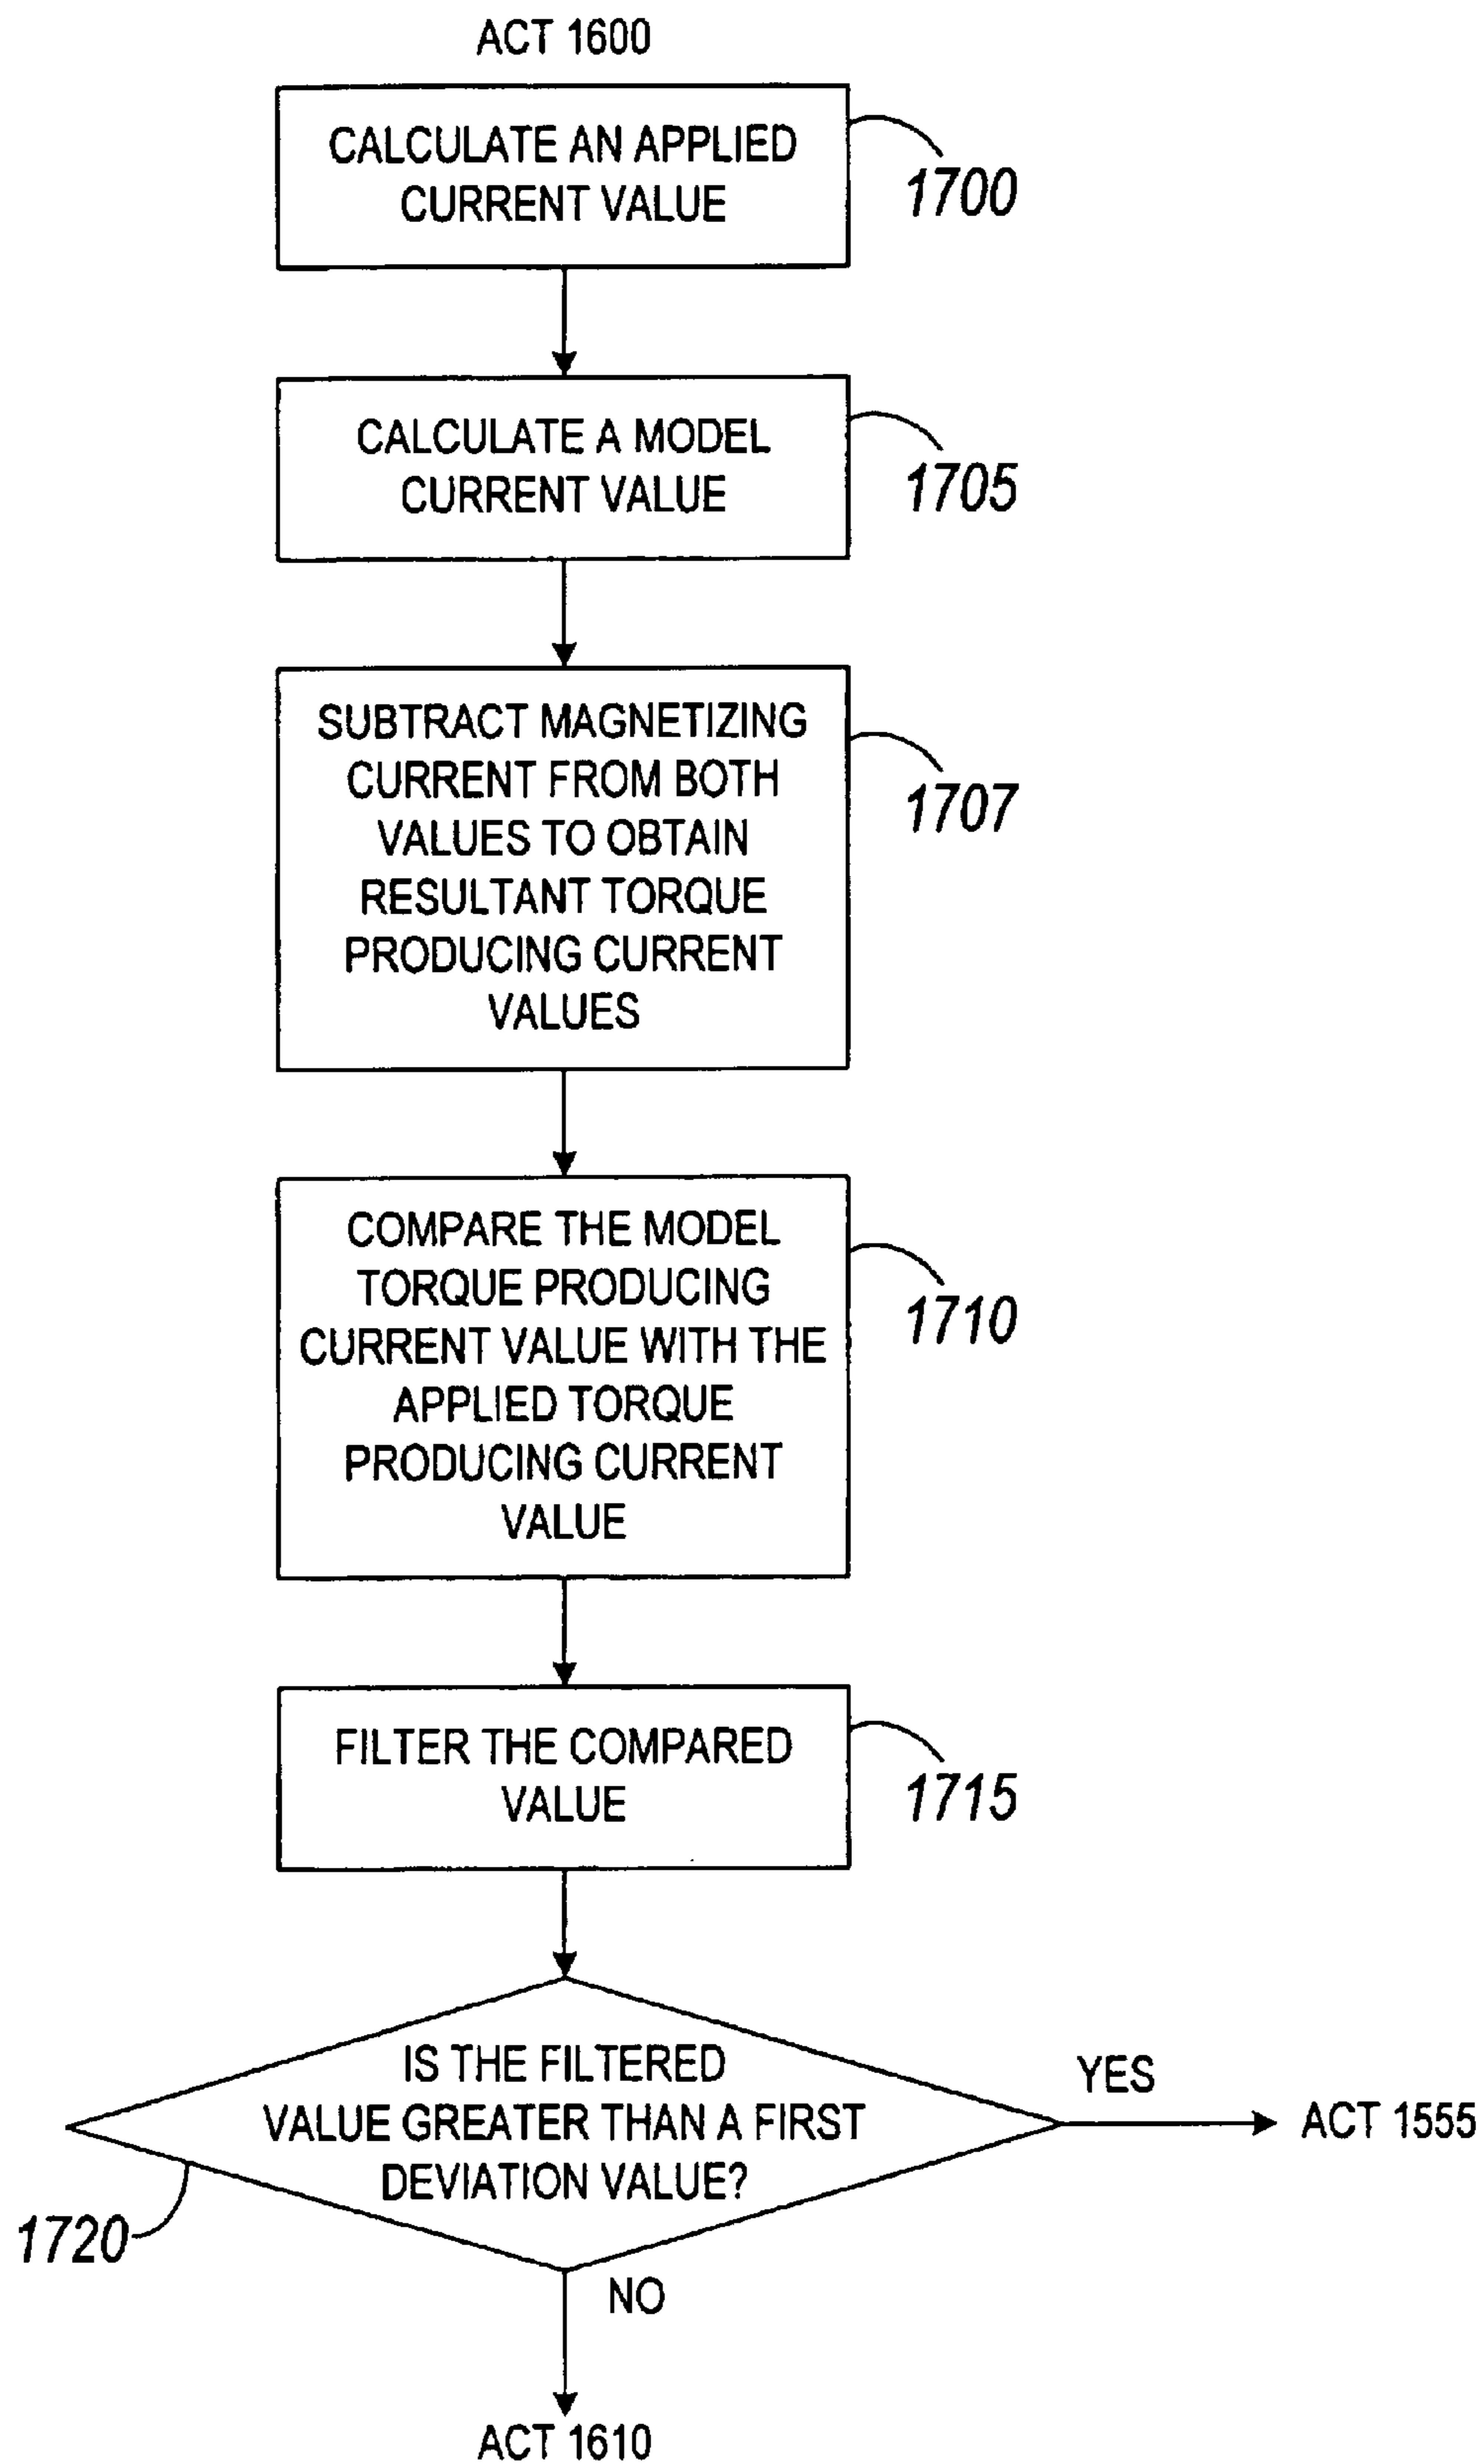 ACT 1600
CALCULATE AN APPLIED
CURRENT VALUE
1700
CALCULATE A MODEL
CURRENT VALUE
1705
SUBTRACT MAGNETIZING
CURRENT FROM BOTH
VALUES TO OBTAIN
RESULTANT TORQUE
PRODUCING CURRENT
VALUES
1707
COMPARE THE MODEL
TORQUE PRODUCING
CURRENT VALUE WITH THE
APPLIED TORQUE
PRODUCING CURRENT
VALUE
1710
FILTER THE COMPARED
VALUE
1715
IS THE FILTERED
VALUE GREATER THAN A FIRST
DEVIATION VALUE?
YES
ACT 1555
1720
NO
ACT 1610